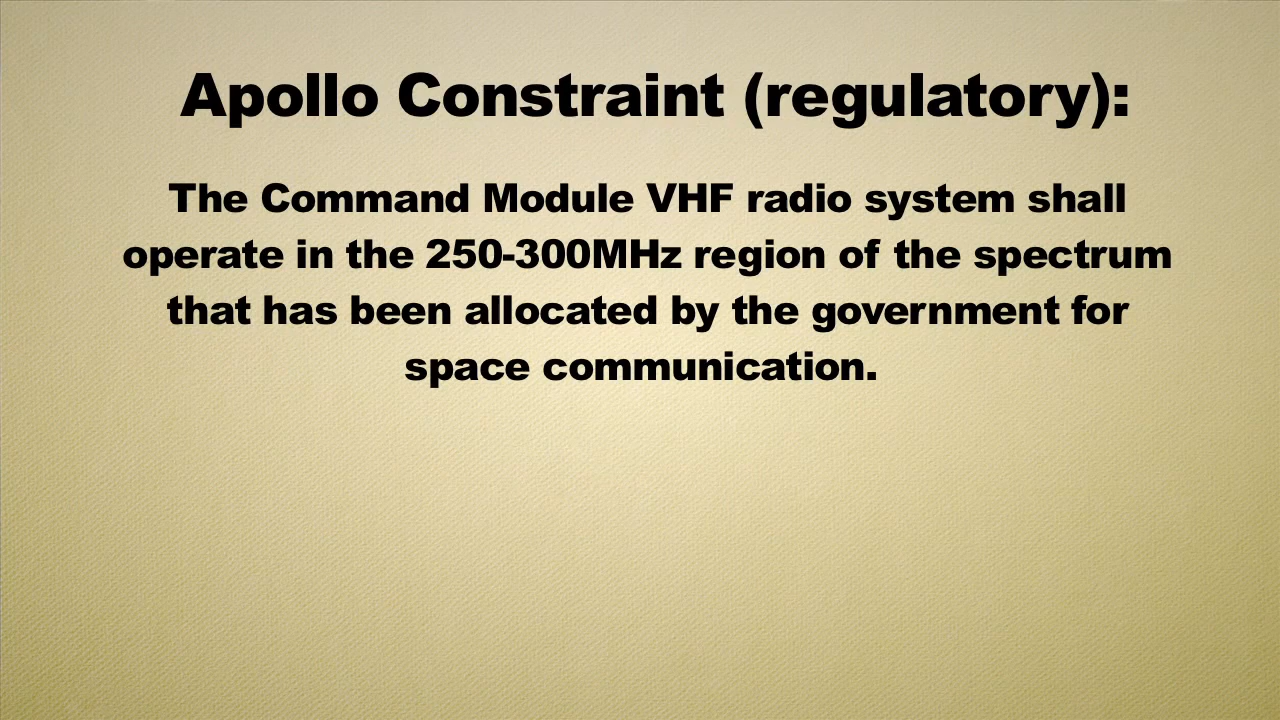 Apollo Constraint (regulatory):
The Command Module VHF radio system shall
operate in the 250-300MHz region of the spectrum
that has been allocated by the government for
space communication.